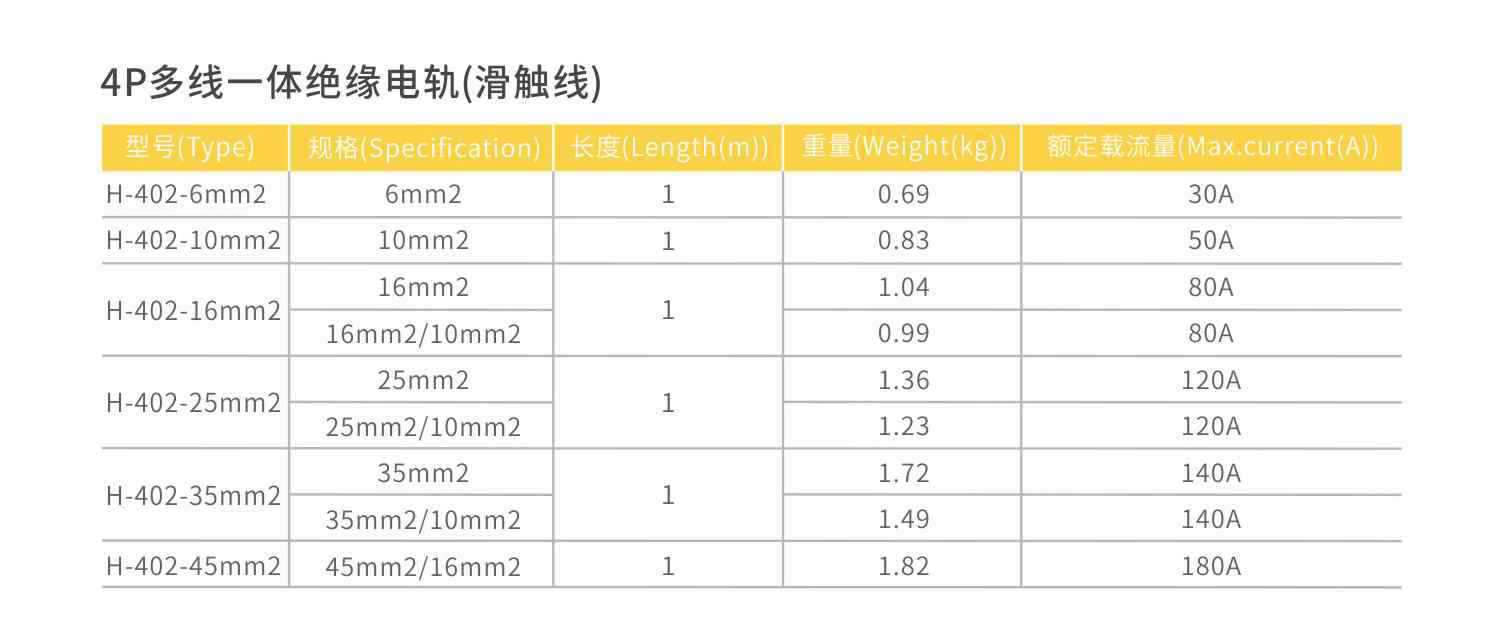 4P多线一体绝缘电轨(滑触线)
型号(Type) 规格(Specification) 长度(Length(m)) 重量(Weight(kg)) 额定载流量(Max.current(A))
H-402-6mm2 6mm2 1 0.69 30A
H-402-10mm2 10mm2 1 0.83 50A
H-402-16mm2 16mm2 1 1.04 80A
16mm2/10mm2 0.99 80A
H-402-25mm2 25mm2 1 1.36 120A
25mm2/10mm2 1.23 120A
H-402-35mm2 35mm2 1 1.72 140A
35mm2/10mm2 1.49 140A
H-402-45mm2 45mm2/16mm2 1 1.82 180A